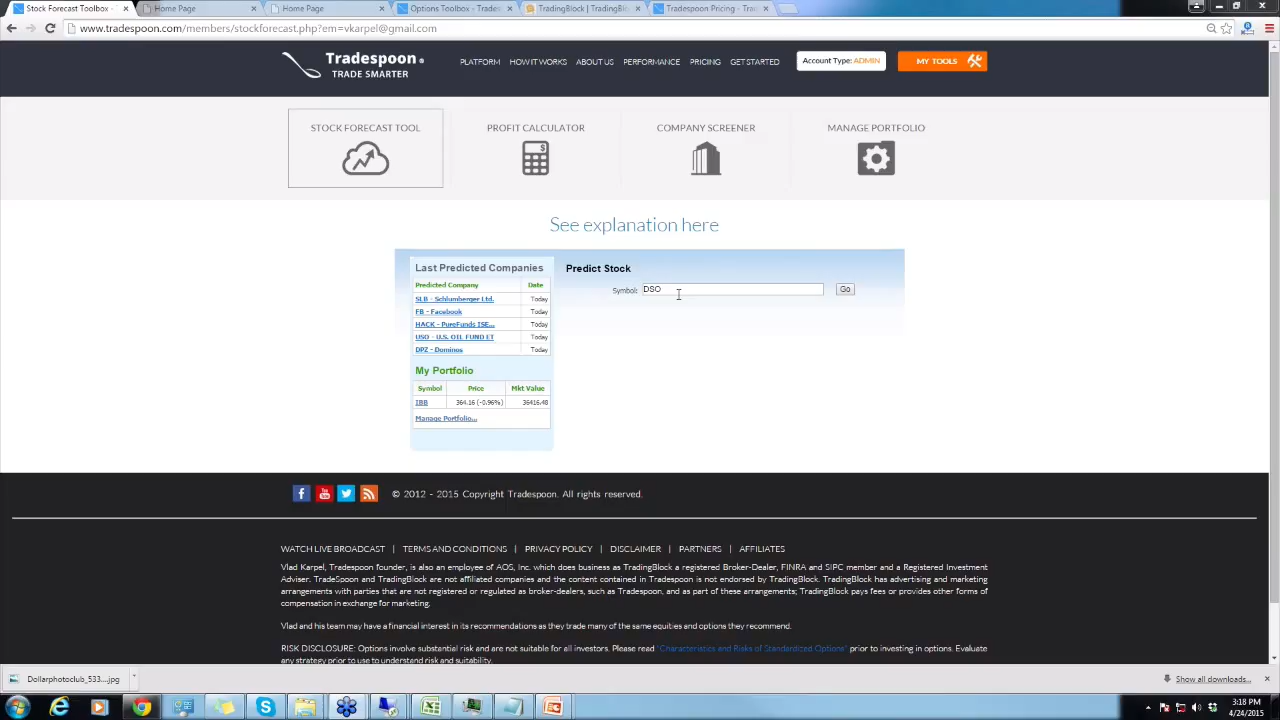 Stock Forecast Toolbox -
Home Page
Home Page
Options Toolbox - Trades
TradingBlock | TradingBlo
Tradespoon Pricing - Tra
www.tradespoon.com/members/stockforecast.php?em=vkarpel@gmail.com
Tradespoon®
TRADE SMARTER
PLATFORM HOW IT WORKS ABOUT US PERFORMANCE PRICING GET STARTED
Account Type: ADMIN
MY TOOLS
STOCK FORECAST TOOL
PROFIT CALCULATOR
COMPANY SCREENER
MANAGE PORTFOLIO
See explanation here
Last Predicted Companies
Predicted Company Date
SLB - Schlumberger Ltd. Today
FB - Facebook Today
HACK - PureFunds ISE... Today
USO - U.S. OIL FUND ET Today
DPZ - Dominos Today
My Portfolio
Symbol Price Mkt Value
IBB 364.16 (-0.96%) 36416.48
Manage Portfolio...
Predict Stock
Symbol: DSO Go
© 2012 - 2015 Copyright Tradespoon. All rights reserved.
WATCH LIVE BROADCAST | TERMS AND CONDITIONS | PRIVACY POLICY | DISCLAIMER | PARTNERS | AFFILIATES
Vlad Karpel, Tradespoon founder, is also an employee of AOS, Inc. which does business as TradingBlock a registered Broker-Dealer, FINRA and SIPC member and a Registered Investment
Adviser. TradeSpoon and TradingBlock are not affiliated companies and the content contained in Tradespoon is not endorsed by TradingBlock. TradingBlock has advertising and marketing
arrangements with parties that are not registered or regulated as broker-dealers, such as Tradespoon, and as part of these arrangements; TradingBlok pays fees or provides other forms of
compensation in exchange for marketing.
Vlad and his team may have a financial interest in its recommendations as they trade many of the same equities and options they recommend.
RISK DISCLOSURE: Options involve substantial risk and are not suitable for all investors. Please read "Characteristics and Risks of Standardized Options" prior to investing in options. Evaluate
any strategy prior to use to understand risk and suitability.
Dollarphotoclub_533....jpg
Show all downloads...
3:18 PM
4/24/2015